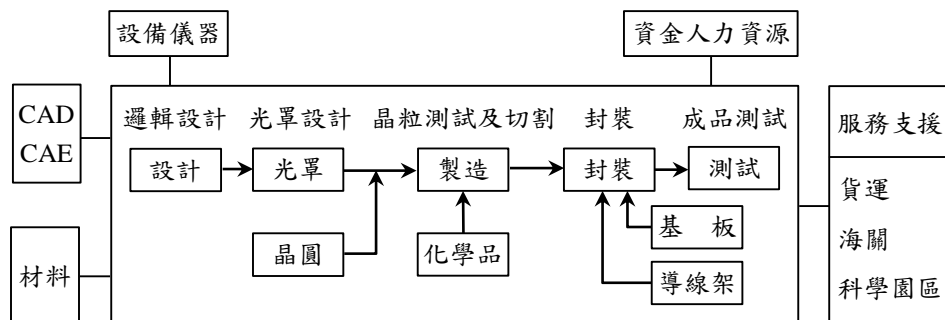 設備儀器
資金人力資源
CAD
CAE
材料
邏輯設計
光罩設計
晶粒測試及切割
封裝
成品測試
設計
光罩
製造
封裝
測試
晶圓
化學品
基 板
導線架
服務支援
貨運
海關
科學園區